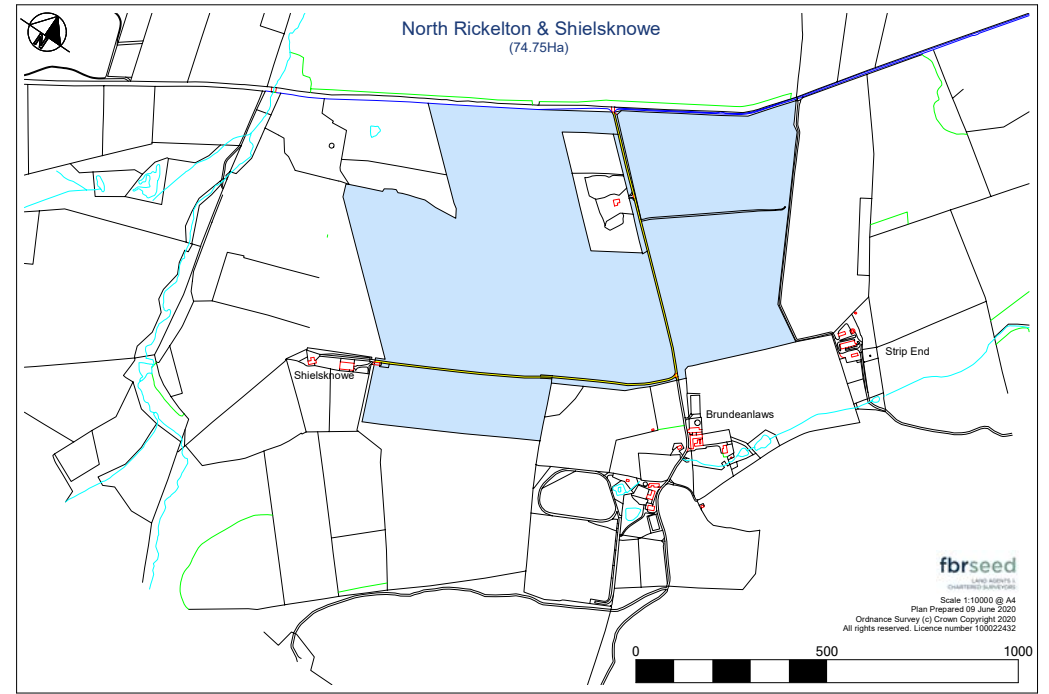 N
North Rickelton & Shielsknowe
(74.75Ha)
Strip End
Shielsknowe
Brundeanlaws
fbrseed
LAND AGENTS &
CHARTERED SURVEYORS
Scale 1:10000 @ A4
Plan Prepared 09 June 2020
Ordnance Survey (c) Crown Copyright 2020
All rights reserved. Licence number 100022432
0 500 1000